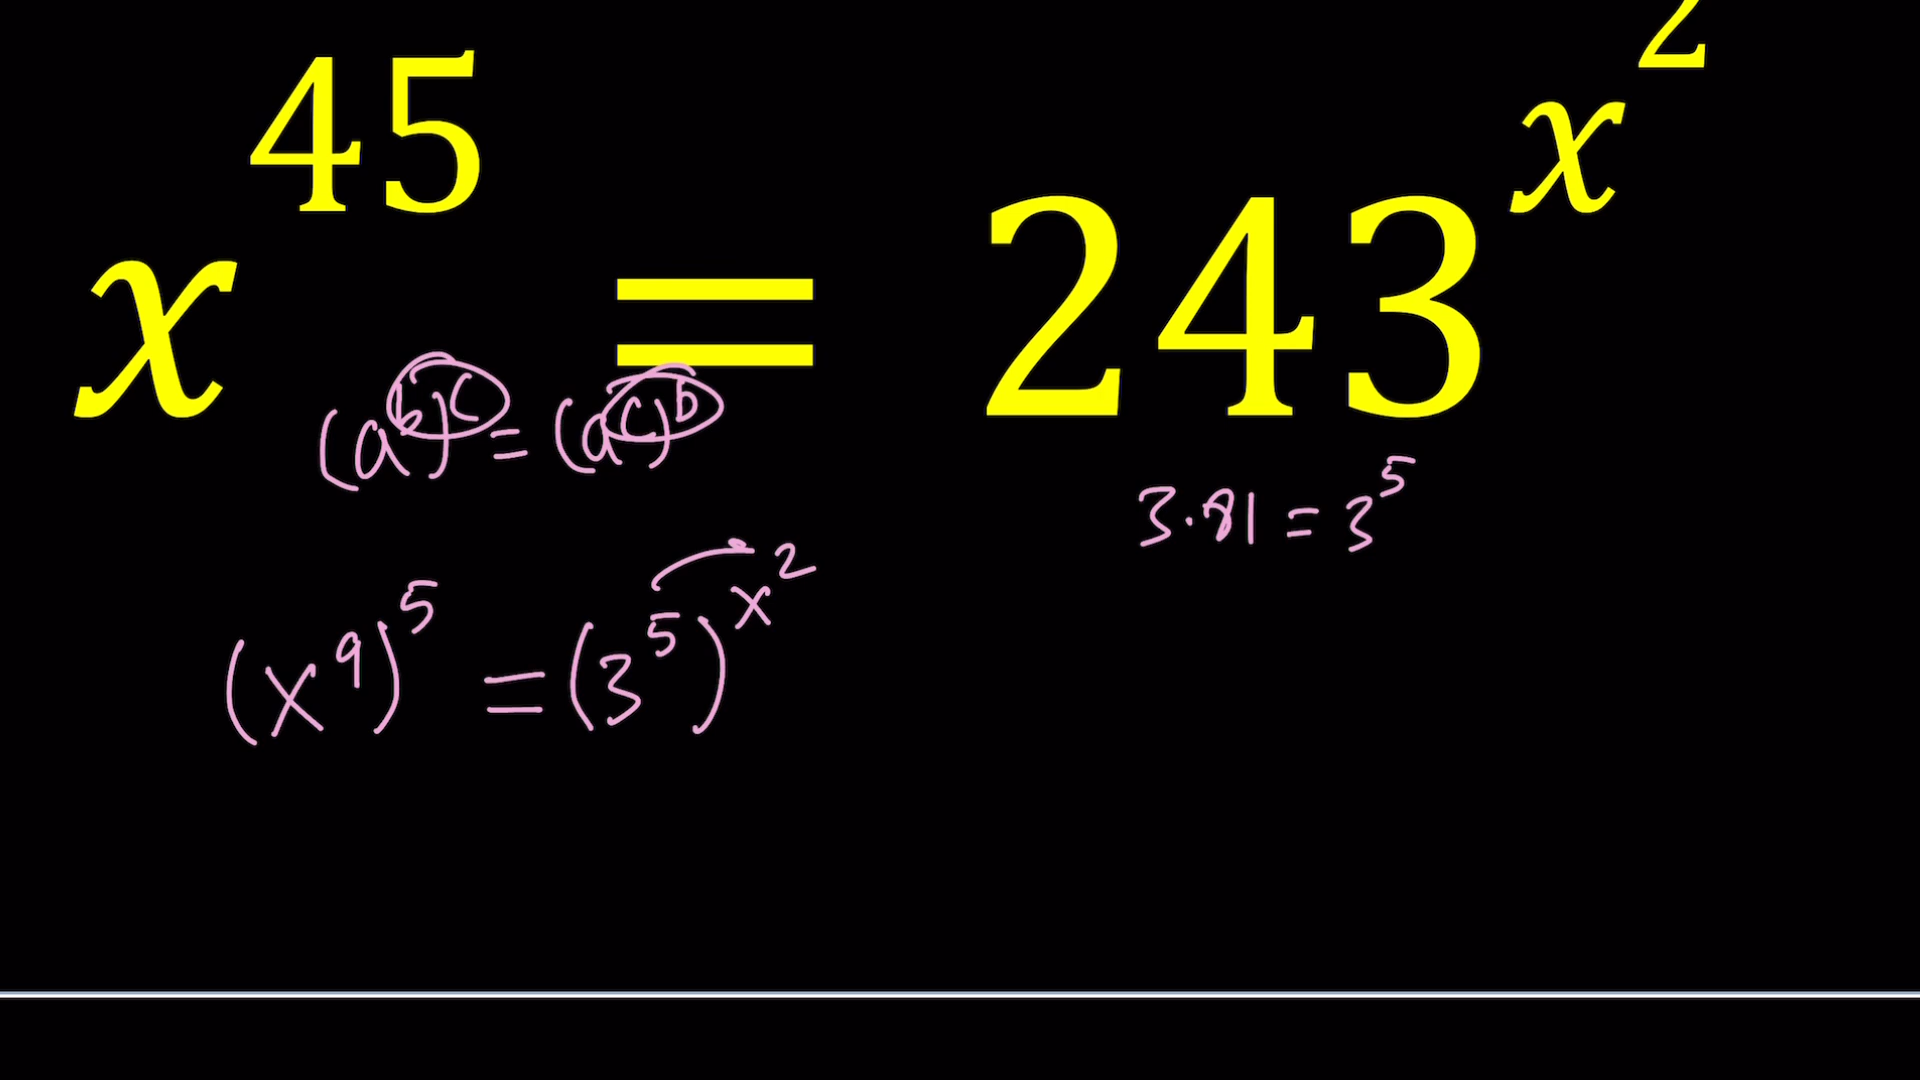 x^45 = 243^x^2
(a^b)^c = (a^c)^b
3·81 = 3^5
(x^9)^5 = (3^5)^x^2